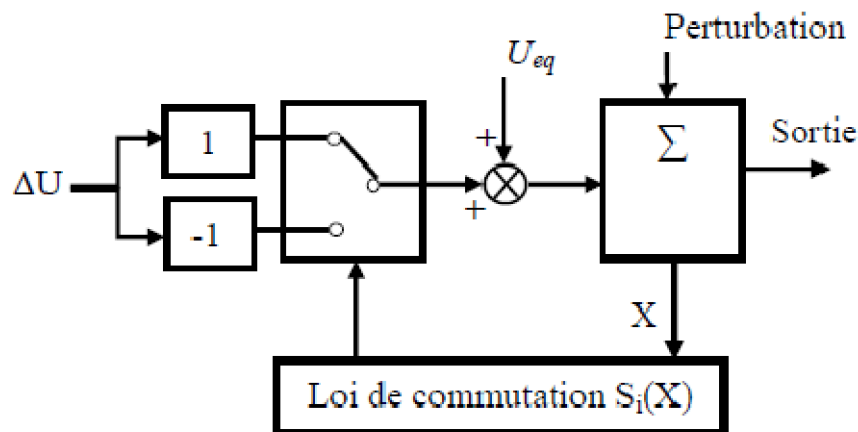 Perturbation
U_eq
1
+
Σ
Sortie
ΔU
+
-1
X
Loi de commutation S_i(X)